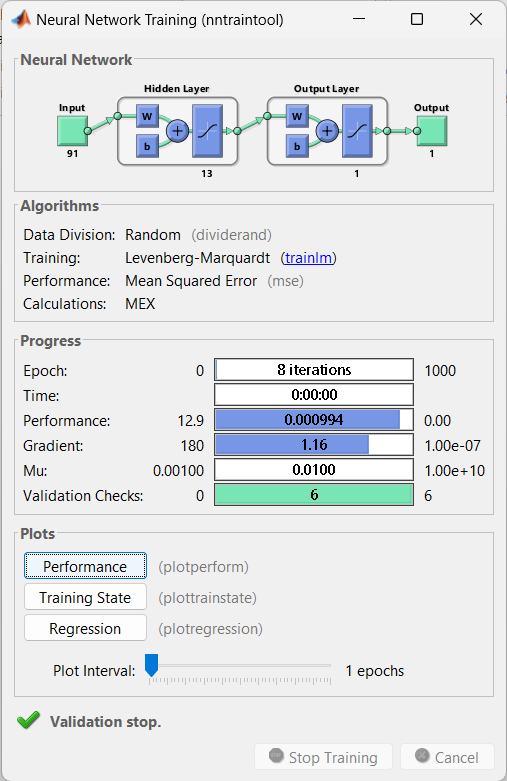 Neural Network Training (nntraintool)
Neural Network
Hidden Layer Output Layer
Input Output
W W
b b
+ +
91 1
13 1
Algorithms
Data Division: Random (dividerand)
Training: Levenberg-Marquardt (trainlm)
Performance: Mean Squared Error (mse)
Calculations: MEX
Progress
Epoch: 0 8 iterations 1000
Time: 0:00:00
Performance: 12.9 0.000994 0.00
Gradient: 180 1.16 1.00e-07
Mu: 0.00100 0.0100 1.00e+10
Validation Checks: 0 6 6
Plots
Performance (plotperform)
Training State (plottrainstate)
Regression (plotregression)
Plot Interval: 1 epochs
Validation stop.
Stop Training Cancel